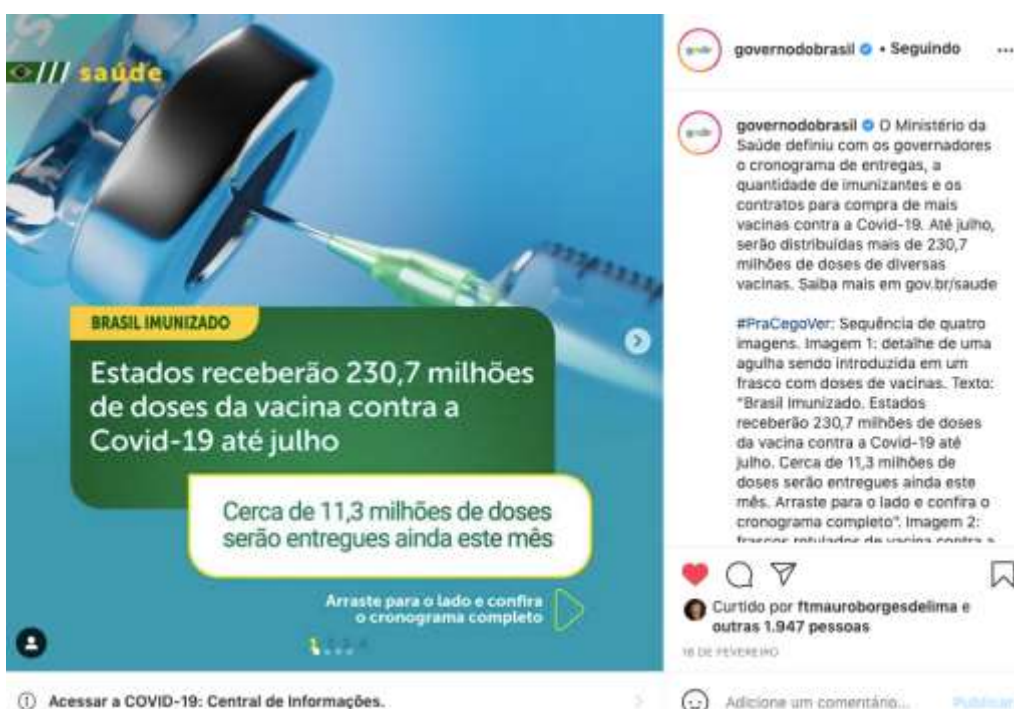 saúde
BRASIL IMUNIZADO
Estados receberão 230,7 milhões
de doses da vacina contra a
Covid-19 até julho
Cerca de 11,3 milhões de doses
serão entregues ainda este mês
Arraste para o lado e confira
o cronograma completo
Acessar a COVID-19: Central de Informações.
governodobrasil • Seguindo
governodobrasil O Ministério da
Saúde definiu com os governadores
o cronograma de entregas, a
quantidade de imunizantes e os
contratos para compra de mais
vacinas contra a Covid-19. Até julho,
serão distribuídas mais de 230,7
milhões de doses de diversas
vacinas. Saiba mais em gov.br/saude
#PraCegoVer: Sequência de quatro
imagens. Imagem 1: detalhe de uma
agulha sendo introduzida em um
frasco com doses de vacinas. Texto:
"Brasil Imunizado. Estados
receberão 230,7 milhões de doses
da vacina contra a Covid-19 até
julho. Cerca de 11,3 milhões de
doses serão entregues ainda este
mês. Arraste para o lado e confira o
cronograma completo". Imagem 2:
frascos rotulados de vacina contra a
Curtido por ftmauroborgesdelima e
outras 1.947 pessoas
18 DE FEVEREIRO
Adicione um comentário... Publicar